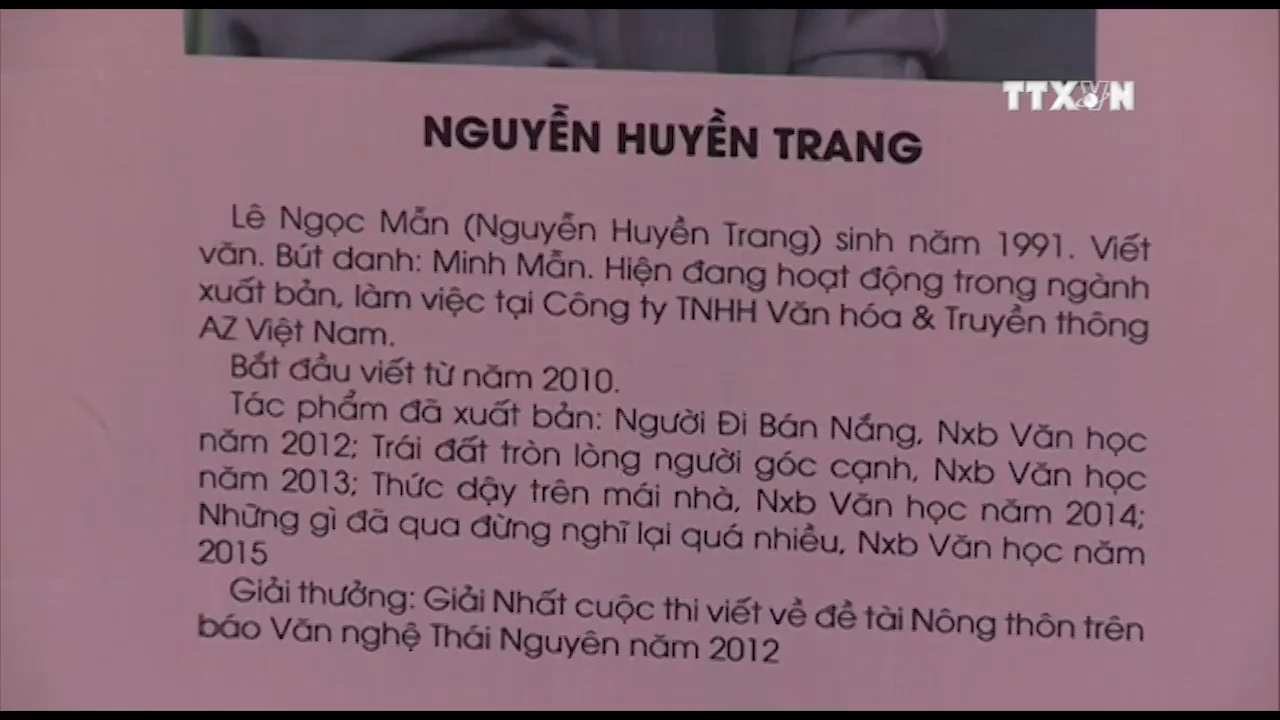 TTXVN
NGUYỄN HUYỀN TRANG
Lê Ngọc Mẫn (Nguyễn Huyền Trang) sinh năm 1991. Viết
văn. Bút danh: Minh Mẫn. Hiện đang hoạt động trong ngành
xuất bản, làm việc tại Công ty TNHH Văn hóa & Truyền thông
AZ Việt Nam.
Bắt đầu viết từ năm 2010.
Tác phẩm đã xuất bản: Người Đi Bán Nắng, Nxb Văn học
năm 2012; Trái đất tròn lòng người góc cạnh, Nxb Văn học
năm 2013; Thức dậy trên mái nhà, Nxb Văn học năm 2014;
Những gì đã qua đừng nghĩ lại quá nhiều, Nxb Văn học năm
2015
Giải thưởng: Giải Nhất cuộc thi viết về đề tài Nông thôn trên
báo Văn nghệ Thái Nguyên năm 2012